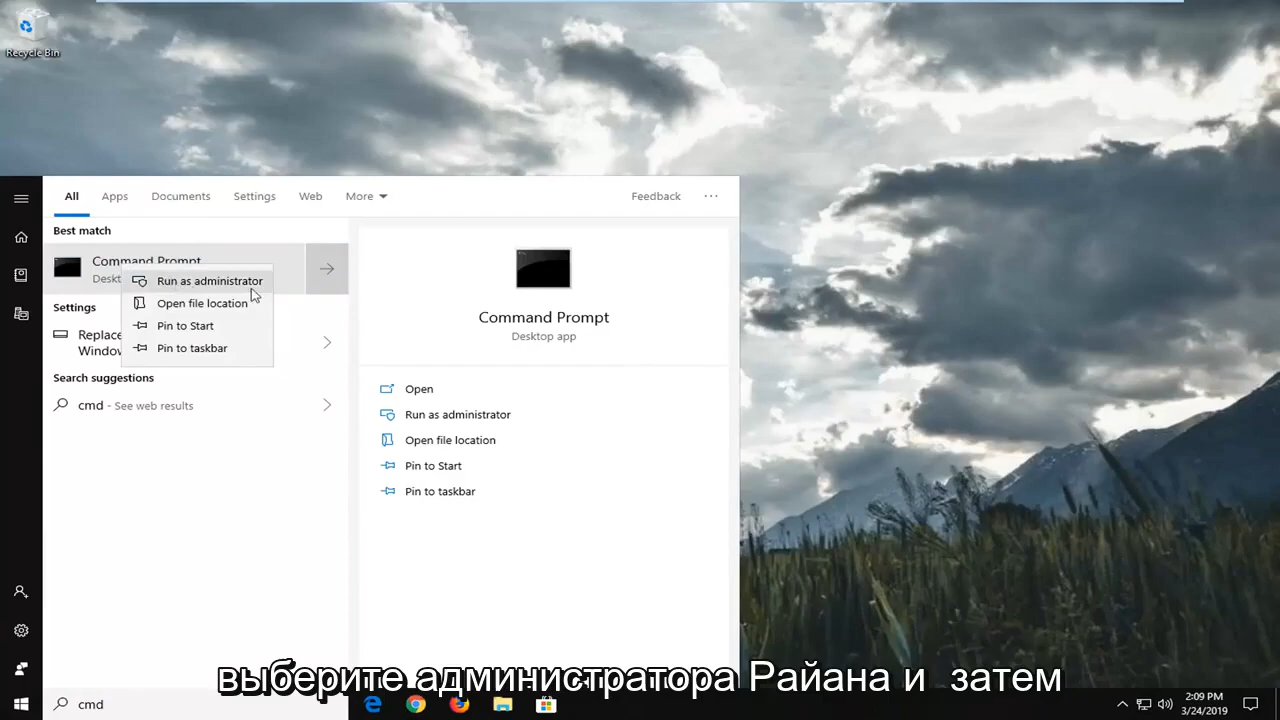 Recycle Bin
All Apps Documents Settings Web More Feedback ...
Best match
Command Prompt
Deskt
Run as administrator
Open file location
Pin to Start
Pin to taskbar
Settings
Replace
Window
Search suggestions
cmd - See web results
Command Prompt
Desktop app
Open
Run as administrator
Open file location
Pin to Start
Pin to taskbar
выберите администратора Райана и затем
cmd
2:09 PM
3/24/2019